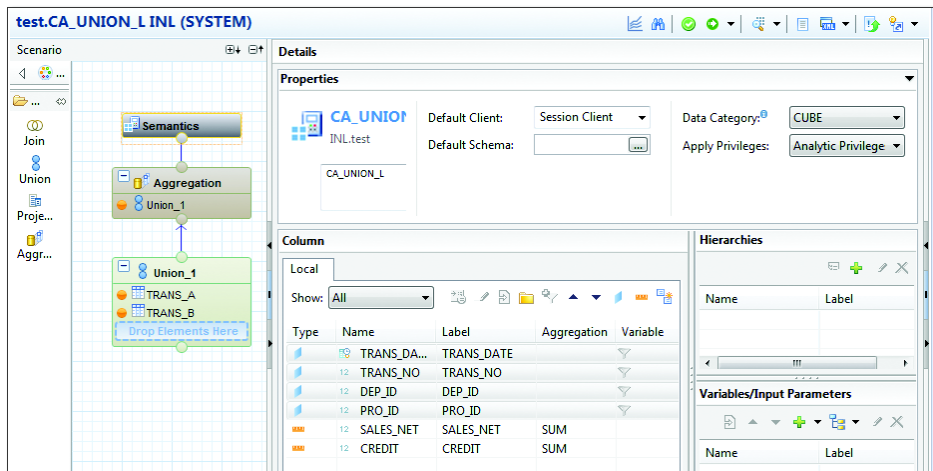 test.CA_UNION_L INL (SYSTEM)
Scenario
...
...
Join
Union
Proje...
Aggr...
Semantics
Aggregation
Union_1
Union_1
TRANS_A
TRANS_B
Drop Elements Here
Details
Properties
CA_UNION
INL.test
CA_UNION_L
Default Client: Session Client
Default Schema: ...
Data Category: CUBE
Apply Privileges: Analytic Privilege
Column
Local
Show: All
Type Name Label Aggregation Variable
TRANS_DA... TRANS_DATE
12 TRANS_NO TRANS_NO
12 DEP_ID DEP_ID
12 PRO_ID PRO_ID
12 SALES_NET SALES_NET SUM
12 CREDIT CREDIT SUM
Hierarchies
Name Label
Variables/Input Parameters
Name Label